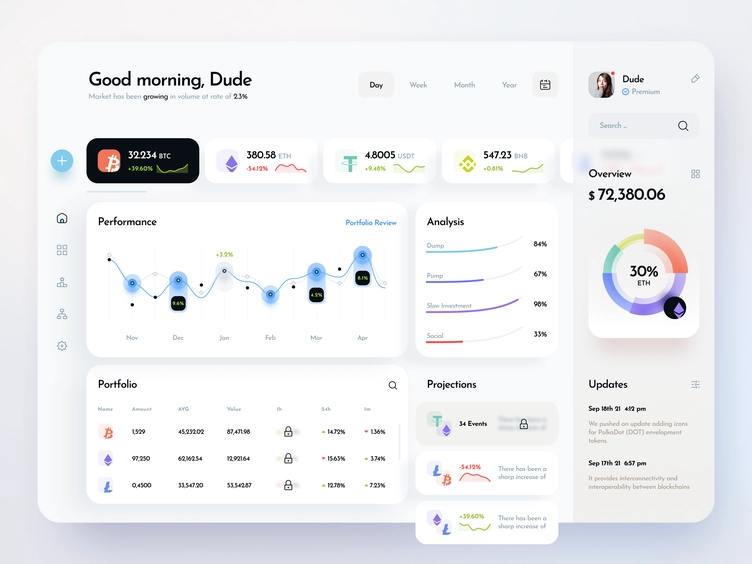 Good morning, Dude
Market has been growing in volume at rate of 2.3%
Day Week Month Year
Dude
Premium
Search ..
32.234 BTC
+39.60%
380.58 ETH
-54.12%
4.8005 USDT
+9.46%
547.23 BNB
+0.81%
Overview
$ 72,380.06
30%
ETH
Performance
Portfolio Review
+3.2%
9.6%
4.2%
8.1%
Nov Dec Jan Feb Mar Apr
Analysis
Dump 84%
Pump 67%
Slow Investment 98%
Social 33%
Portfolio
Name Amount AVG Value 1h 24h 1m
1,529 45,232.02 87,471.98 14.72% 1.36%
97,250 62,162.54 12,921.64 15.63% 3.74%
0,4500 33,547.20 53,542.87 12.78% 7.23%
Projections
34 Events
-54.12%
There has been a
sharp increase of
+39.60%
There has been a
sharp increase of
Updates
Sep 18th 21 4:12 pm
We pushed an update adding icons
for PolkaDot (DOT) envelopment
tokens.
Sep 17th 21 6:57 pm
It provides interconnectivity and
interoperability between blockchains